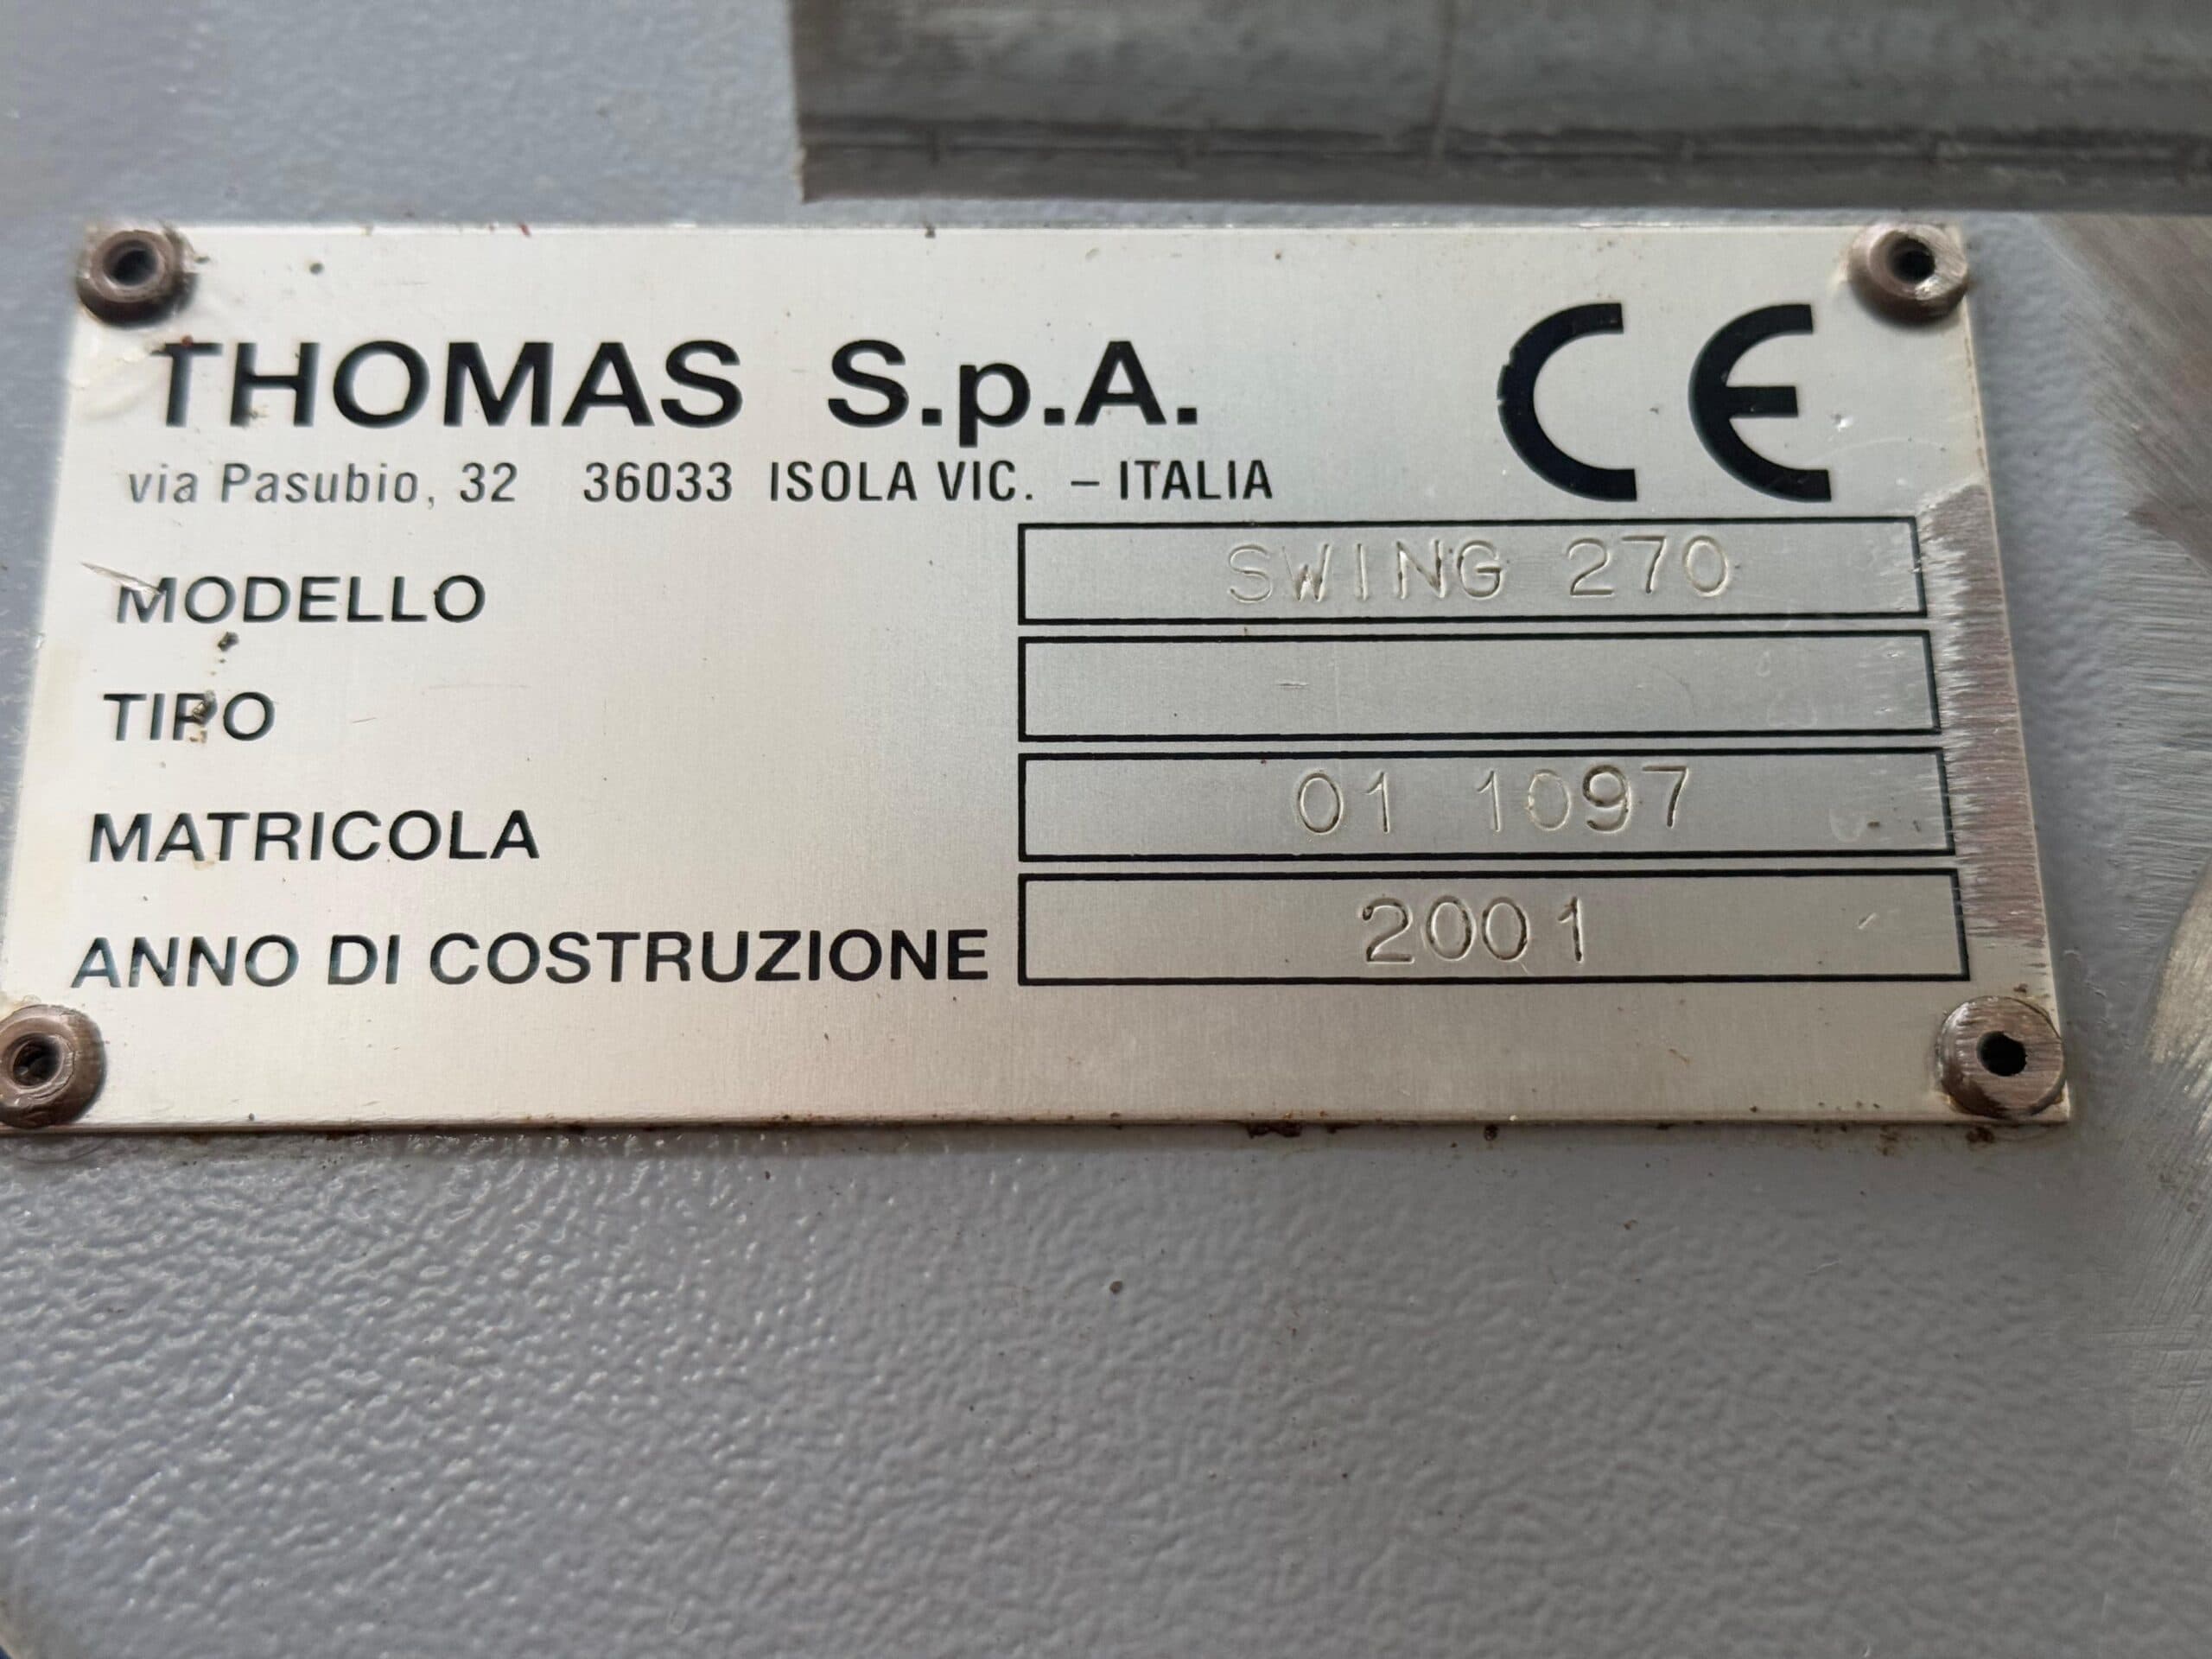 THOMAS S.p.A. CE
via Pasubio, 32 36033 ISOLA VIC. – ITALIA
MODELLO SWING 270
TIPO
MATRICOLA 01 1097
ANNO DI COSTRUZIONE 2001